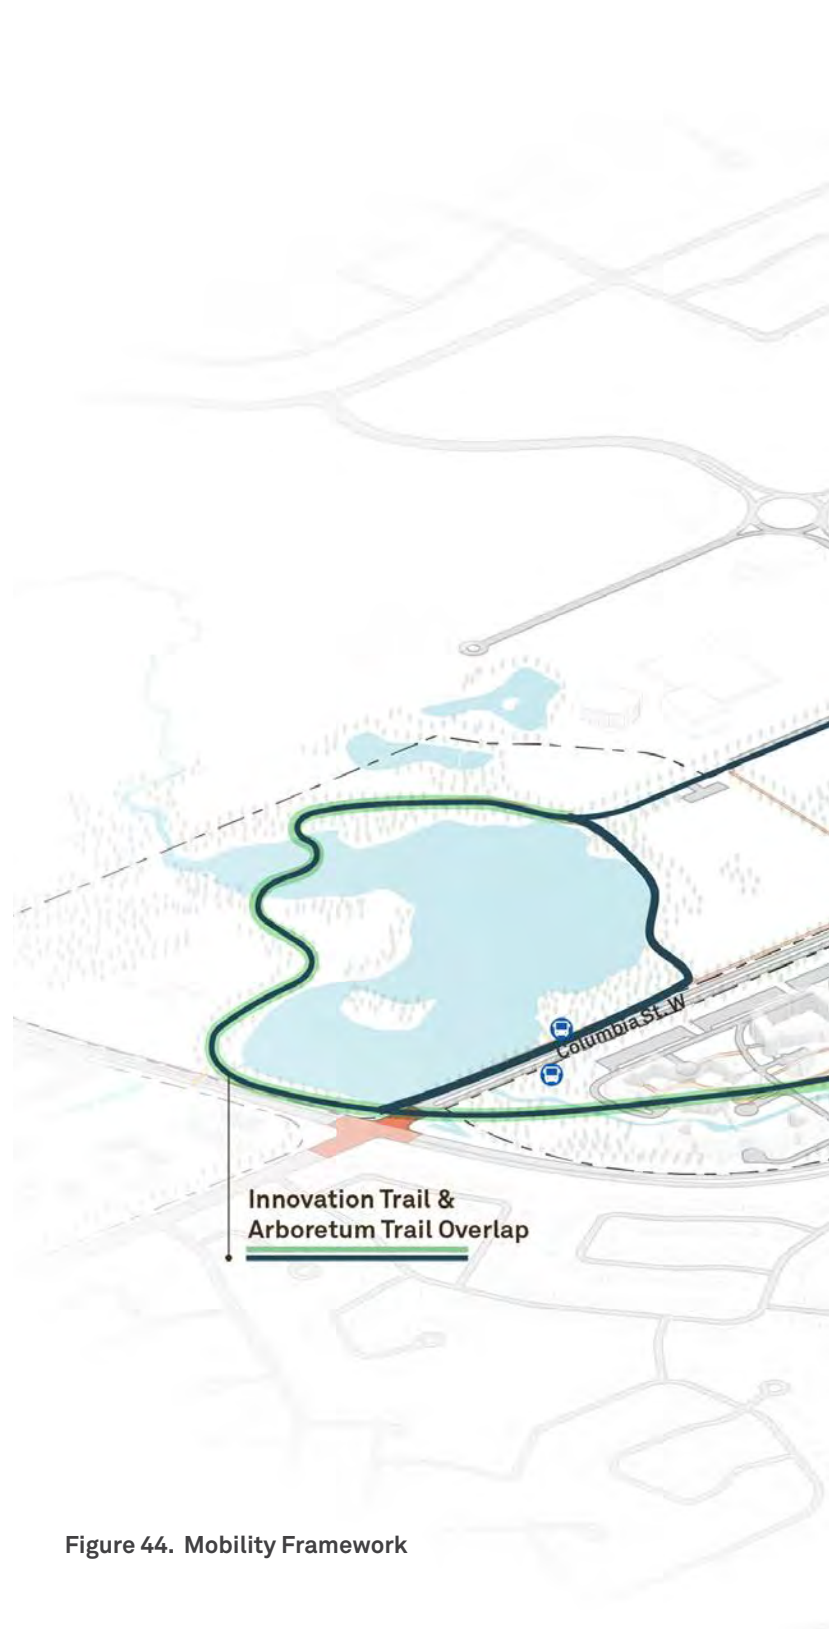 Columbia St. W
Innovation Trail &
Arboretum Trail Overlap
Figure 44. Mobility Framework